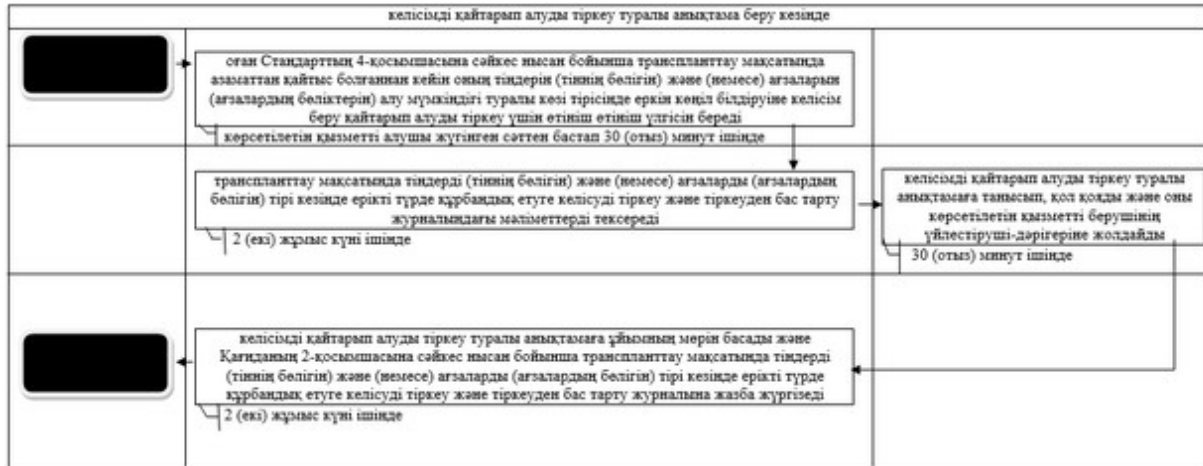 келісімді қайтарып алуды тіркеу туралы анықтама беру кезінде
оған Стандарттың 4-қосымшасына сәйкес нысан бойынша транспланттау мақсатында
азаматтан қайтыс болғаннан кейін оның тіндерін (тіннің бөлігін) және (немесе) ағзаларын
(ағзалардың бөліктерін) алу мүмкіндігі туралы көзі тірісінде еркін көңіл білдіруіне келісім
беру қайтарып алуды тіркеу үшін өтініш өтініш үлгісін береді
көрсетілетін қызметті алушы жүгінген сәттен бастап 30 (отыз) минут ішінде
транспланттау мақсатында тіндерді (тіннің бөлігін) және (немесе) ағзаларды (ағзалардың
бөлігін) тірі кезінде ерікті түрде құрбандық етуге келісуді тіркеу және тіркеуден бас тарту
журналындағы мәліметтерді тексереді
2 (екі) жұмыс күні ішінде
келісімді қайтарып алуды тіркеу туралы
анықтамаға танысып, қол қояды және оны
көрсетілетін қызметті берушінің
үйлестіруші-дәрігеріне жолдайды
30 (отыз) минут ішінде
келісімді қайтарып алуды тіркеу туралы анықтамаға ұйымның мөрін басады және
Қағиданың 2-қосымшасына сәйкес нысан бойынша транспланттау мақсатында тіндерді
(тіннің бөлігін) және (немесе) ағзаларды (ағзалардың бөлігін) тірі кезінде ерікті түрде
құрбандық етуге келісуді тіркеу және тіркеуден бас тарту журналына жазба жүргізеді
2 (екі) жұмыс күні ішінде